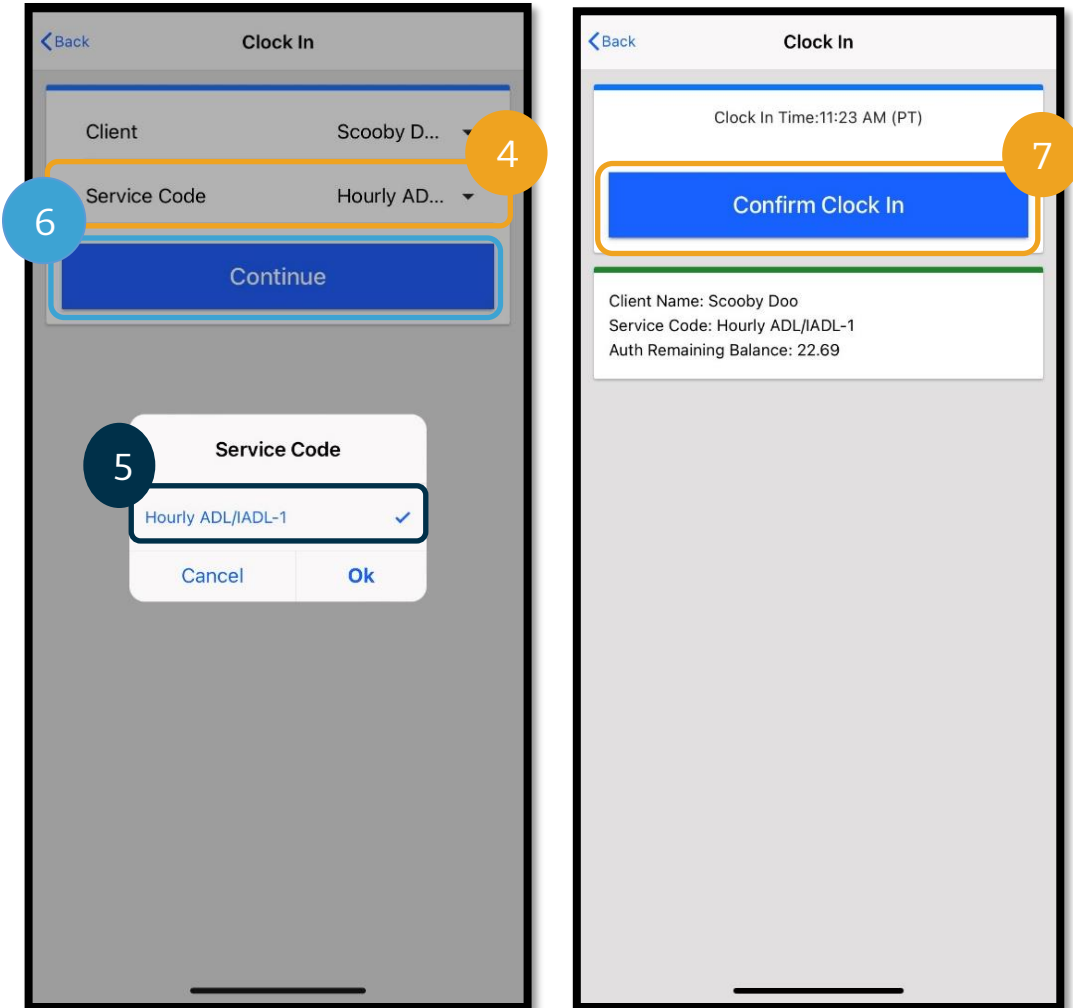 Back
Clock In
Client Scooby D...
4
Service Code Hourly AD...
6
Continue
5
Service Code
Hourly ADL/IADL-1
Cancel Ok
Back
Clock In
Clock In Time:11:23 AM (PT)
7
Confirm Clock In
Client Name: Scooby Doo
Service Code: Hourly ADL/IADL-1
Auth Remaining Balance: 22.69